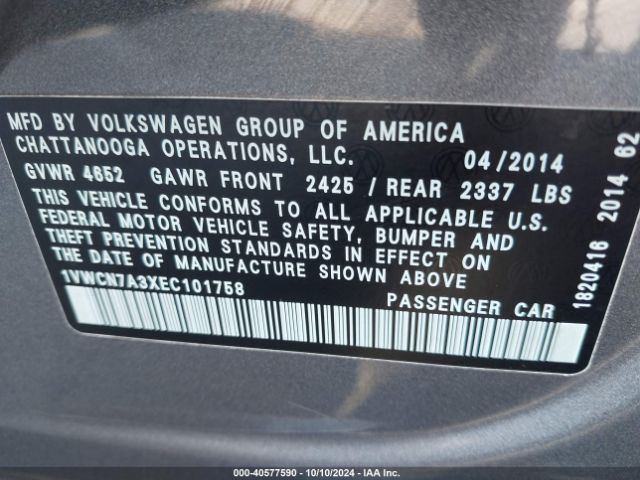 MFD BY VOLKSWAGEN GROUP OF AMERICA
CHATTANOOGA OPERATIONS, LLC. 04/2014
GVWR 4652 GAWR FRONT 2425 / REAR 2337 LBS
THIS VEHICLE CONFORMS TO ALL APPLICABLE U.S.
FEDERAL MOTOR VEHICLE SAFETY, BUMPER AND
THEFT PREVENTION STANDARDS IN EFFECT ON
THE DATE OF MANUFACTURE SHOWN ABOVE
1VWCN7A3XEC101758 PASSENGER CAR
1820416 2014 62
000-40577590 - 10/10/2024 - IAA Inc.